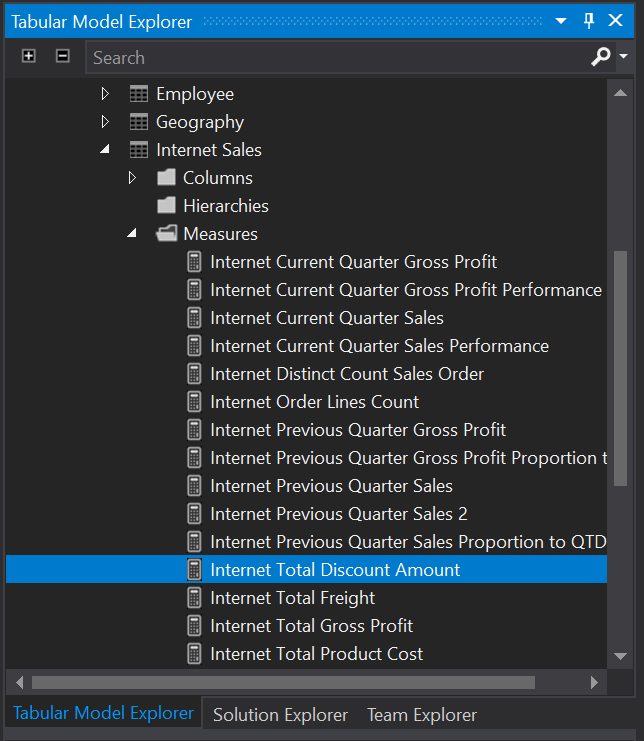 Tabular Model Explorer
Search
Employee
Geography
Internet Sales
Columns
Hierarchies
Measures
Internet Current Quarter Gross Profit
Internet Current Quarter Gross Profit Performance
Internet Current Quarter Sales
Internet Current Quarter Sales Performance
Internet Distinct Count Sales Order
Internet Order Lines Count
Internet Previous Quarter Gross Profit
Internet Previous Quarter Gross Profit Proportion t
Internet Previous Quarter Sales
Internet Previous Quarter Sales 2
Internet Previous Quarter Sales Proportion to QTD
Internet Total Discount Amount
Internet Total Freight
Internet Total Gross Profit
Internet Total Product Cost
Tabular Model Explorer Solution Explorer Team Explorer